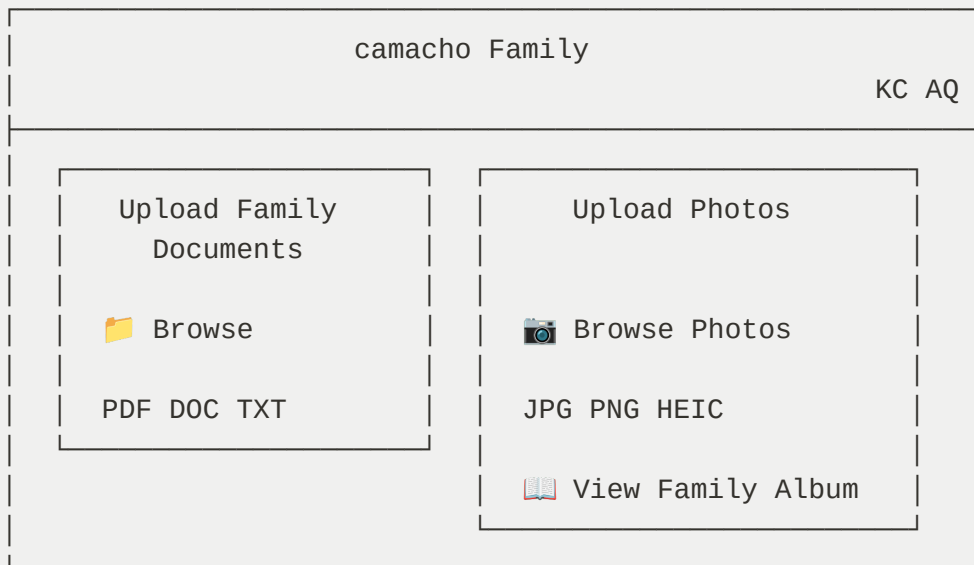 camacho Family
KC AQ
Upload Family
Documents
Browse
PDF DOC TXT
Upload Photos
Browse Photos
JPG PNG HEIC
View Family Album